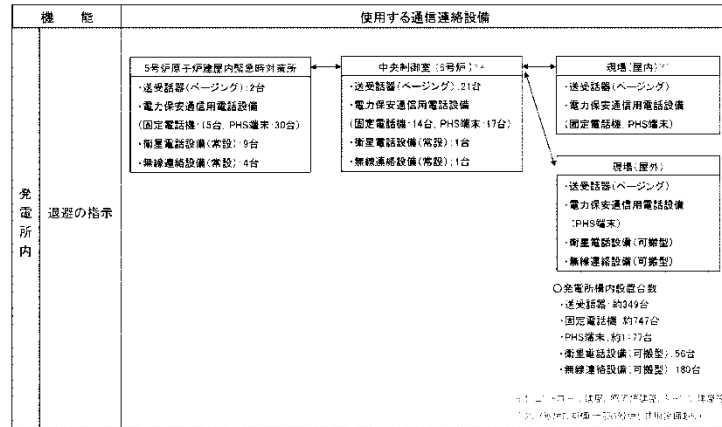 機 能
使用する通信連絡設備
発電所内
退避の指示
5号炉原子炉建屋内緊急時対策所
・送受話器(ページング):2台
・電力保安通信用電話設備
(固定電話機:15台, PHS端末:30台)
・衛星電話設備(常設):9台
・無線連絡設備(常設):4台
中央制御室(6号炉)
・送受話器(ページング):21台
・電力保安通信用電話設備
(固定電話機:14台, PHS端末:17台)
・衛星電話設備(常設):1台
・無線連絡設備(常設):1台
現場(屋内)
・送受話器(ページング)
・電力保安通信用電話設備
(固定電話機, PHS端末)
現場(屋外)
・送受話器(ページング)
・電力保安通信用電話設備
(PHS端末)
・衛星電話設備(可搬型)
・無線連絡設備(可搬型)
○発電所構内設置台数
・送受話器:約349台
・固定電話機:約747台
・PHS端末:
・衛星電話設備(可搬型):56台
・無線連絡設備(可搬型):180台